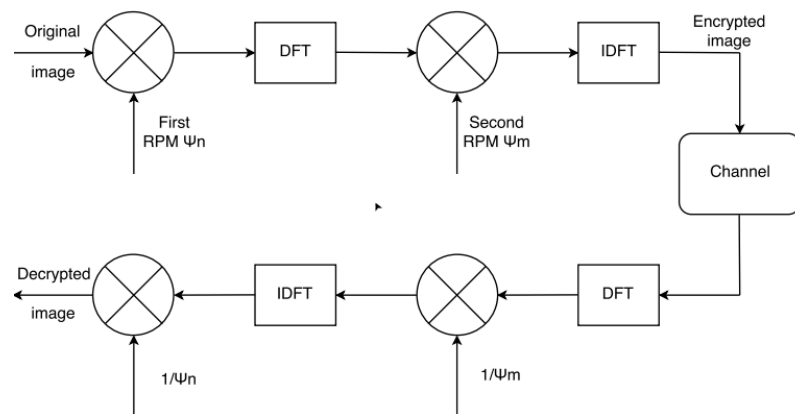 Original
image
DFT
IDFT
Encrypted
image
First
RPM Ψn
Second
RPM Ψm
Channel
Decrypted
image
IDFT
DFT
1/Ψn
1/Ψm